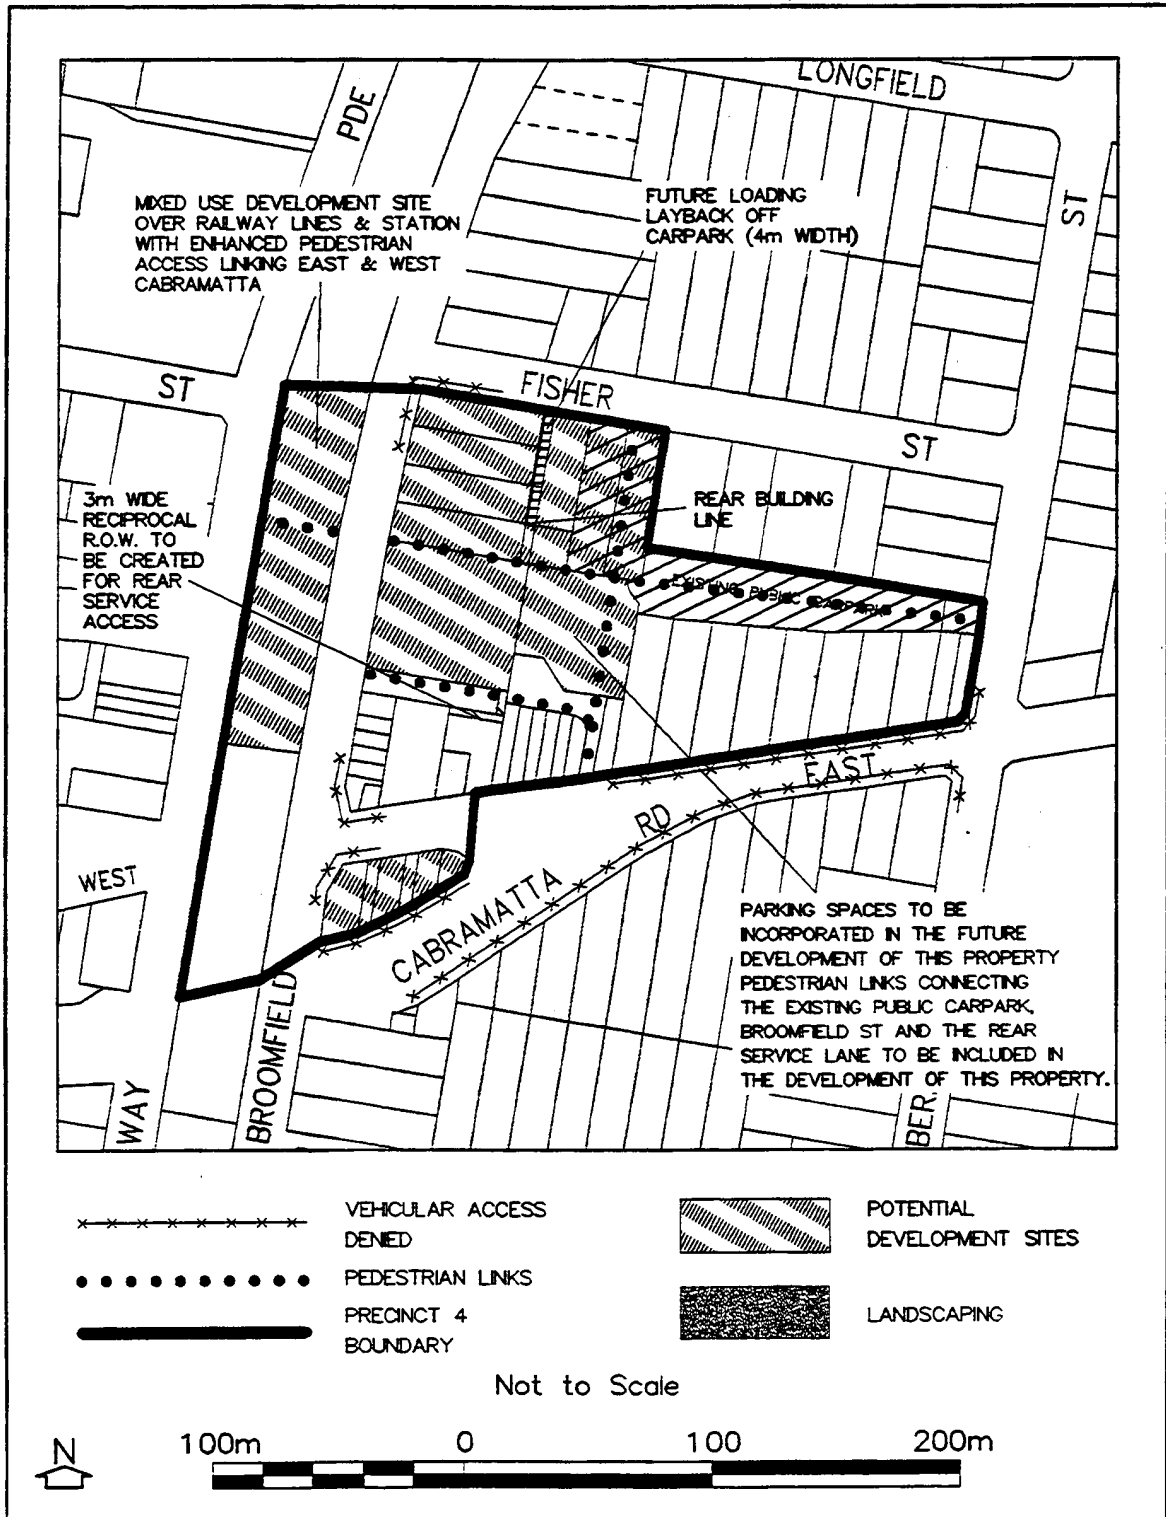 LONGFIELD
PDE
ST
MIXED USE DEVELOPMENT SITE
OVER RAILWAY LINES & STATION
WITH ENHANCED PEDESTRIAN
ACCESS LINKING EAST & WEST
CABRAMATTA
FUTURE LOADING
LAYBACK OFF
CARPARK (4m WIDTH)
ST
FISHER
ST
3m WIDE
RECIPROCAL
R.O.W. TO
BE CREATED
FOR REAR
SERVICE
ACCESS
REAR BUILDING
LINE
EXISTING PUBLIC CARPARK
EAST
RD
CABRAMATTA
WEST
PARKING SPACES TO BE
INCORPORATED IN THE FUTURE
DEVELOPMENT OF THIS PROPERTY
PEDESTRIAN LINKS CONNECTING
THE EXISTING PUBLIC CARPARK,
BROOMFIELD ST AND THE REAR
SERVICE LANE TO BE INCLUDED IN
THE DEVELOPMENT OF THIS PROPERTY.
WAY
BROOMFIELD
BER.
VEHICULAR ACCESS
DENIED
PEDESTRIAN LINKS
PRECINCT 4
BOUNDARY
POTENTIAL
DEVELOPMENT SITES
LANDSCAPING
Not to Scale
N
100m 0 100 200m